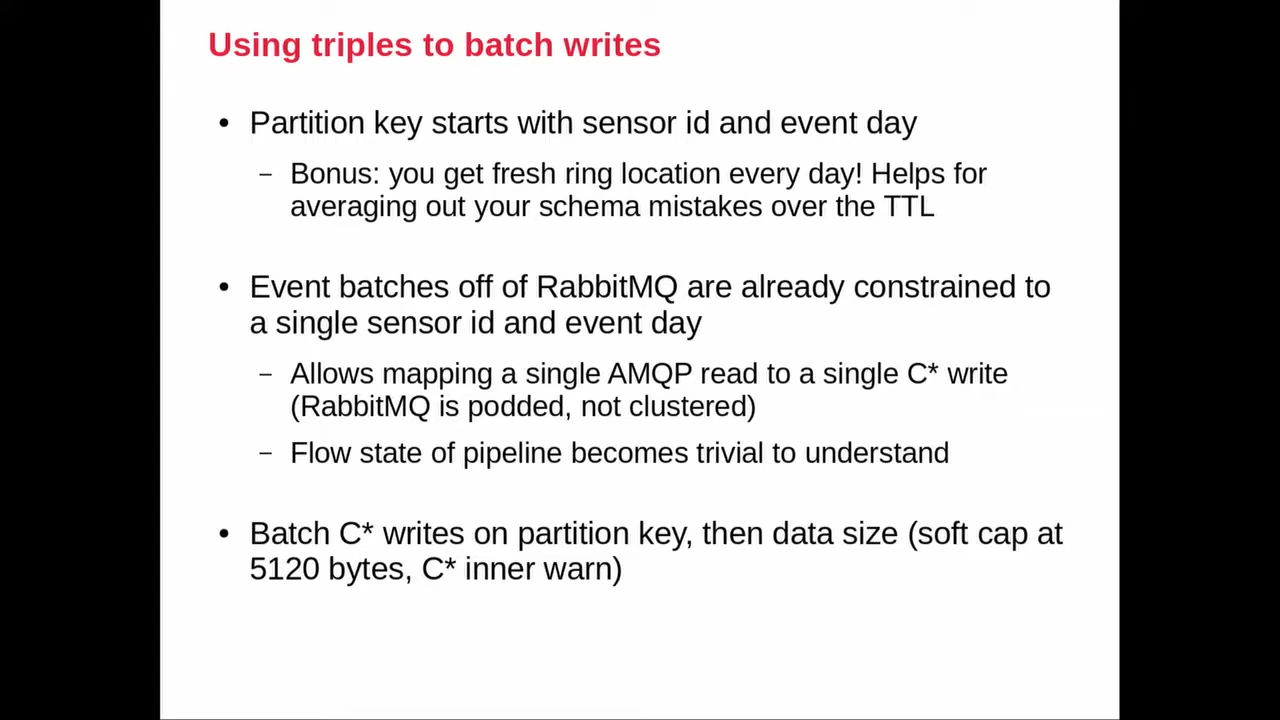 Using triples to batch writes
• Partition key starts with sensor id and event day
– Bonus: you get fresh ring location every day! Helps for
averaging out your schema mistakes over the TTL
• Event batches off of RabbitMQ are already constrained to
a single sensor id and event day
– Allows mapping a single AMQP read to a single C* write
(RabbitMQ is podded, not clustered)
– Flow state of pipeline becomes trivial to understand
• Batch C* writes on partition key, then data size (soft cap at
5120 bytes, C* inner warn)